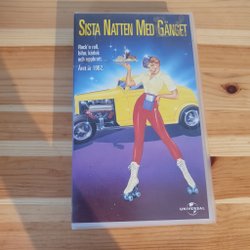 SISTA NATTEN MED GÄNGET
Rock'n roll,
bilar, kärlek
och uppbrott...
Året är 1962.
UNIVERSAL